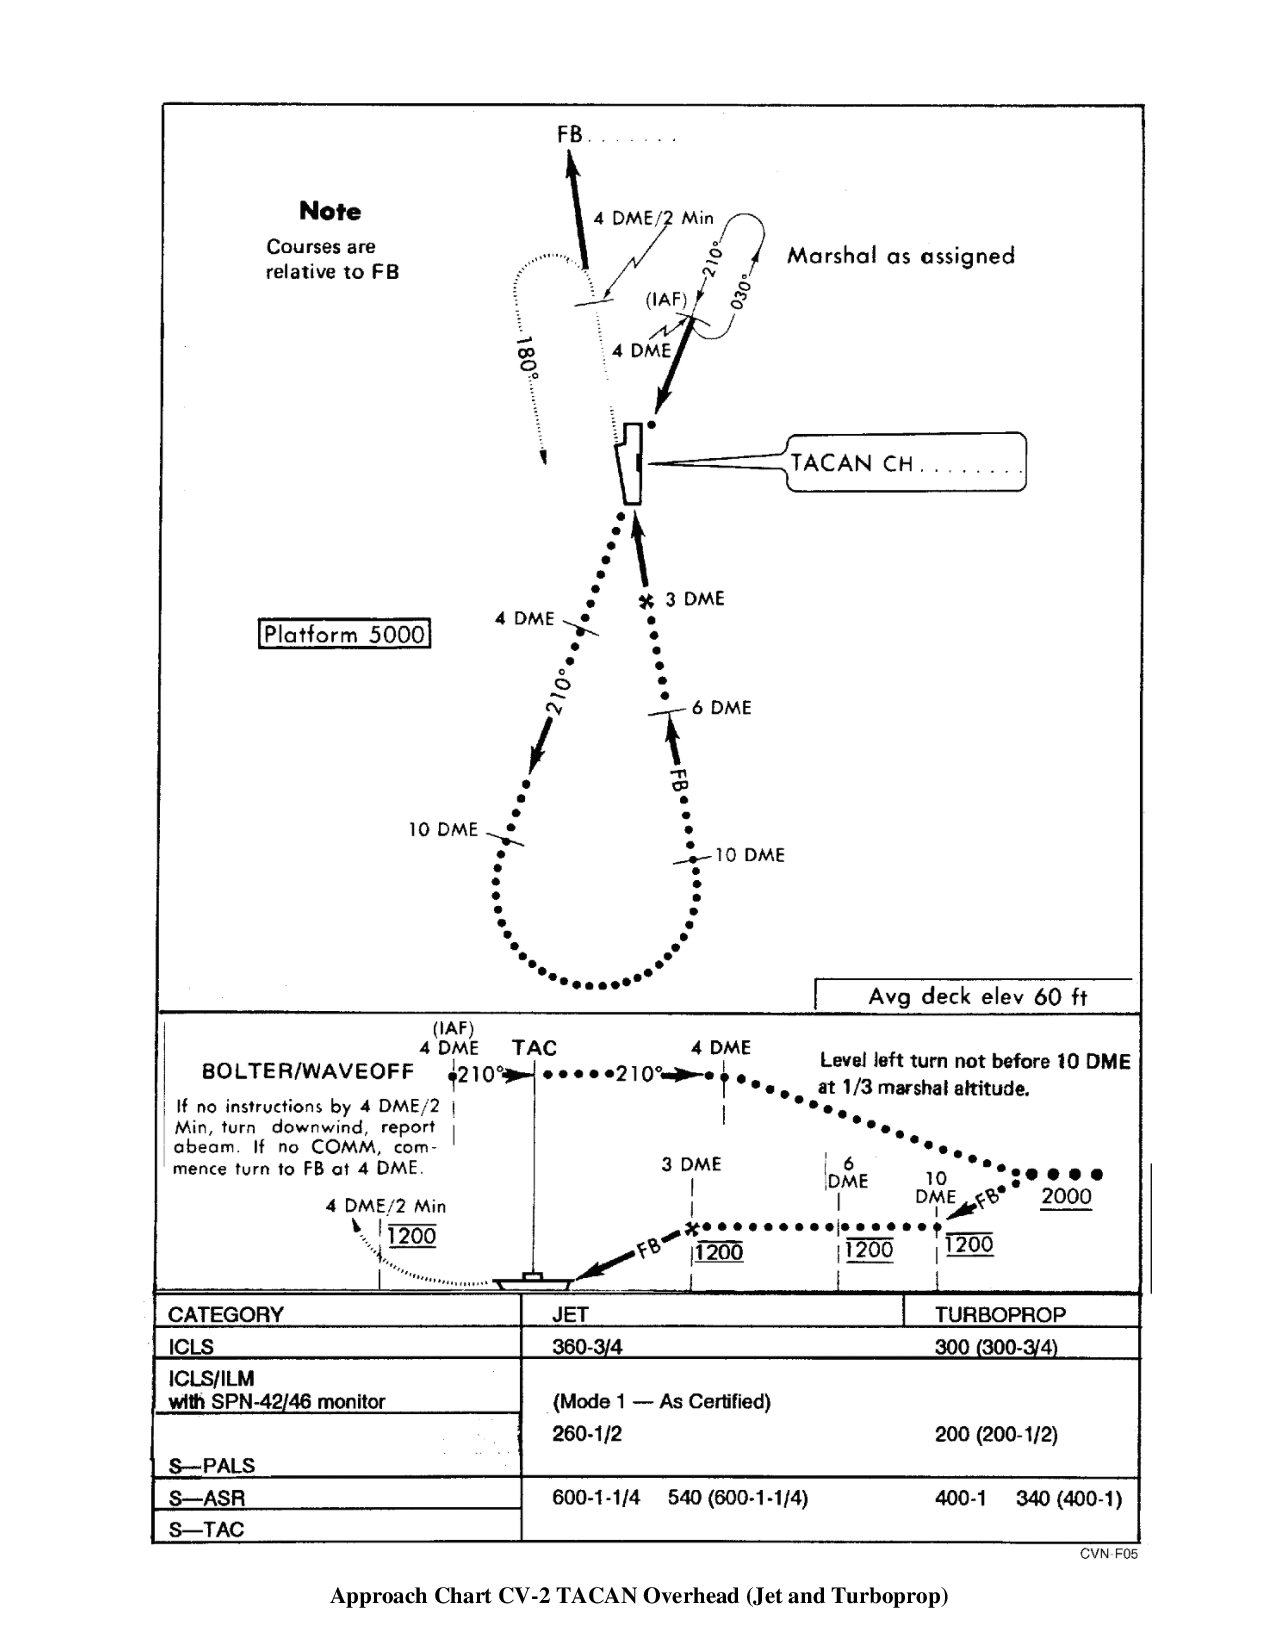 FB . . . . . . .
Note
Courses are
relative to FB
4 DME/2 Min
210°
030°
Marshal as assigned
(IAF)
4 DME
180°
TACAN CH . . . . . . . .
3 DME
4 DME
Platform 5000
210°
6 DME
FB
10 DME
10 DME
Avg deck elev 60 ft
(IAF)
4 DME
TAC
4 DME
BOLTER/WAVEOFF
210°
210°
Level left turn not before 10 DME
at 1/3 marshal altitude.
If no instructions by 4 DME/2
Min, turn downwind, report
abeam. If no COMM, com-
mence turn to FB at 4 DME.
3 DME
6
DME
10
DME
FB
2000
4 DME/2 Min
1200
FB
1200
1200
1200
CATEGORY JET TURBOPROP
ICLS 360-3/4 300 (300-3/4)
ICLS/ILM
with SPN-42/46 monitor (Mode 1 — As Certified)
260-1/2 200 (200-1/2)
S—PALS
S—ASR 600-1-1/4 540 (600-1-1/4) 400-1 340 (400-1)
S—TAC
CVN-F05
Approach Chart CV-2 TACAN Overhead (Jet and Turboprop)